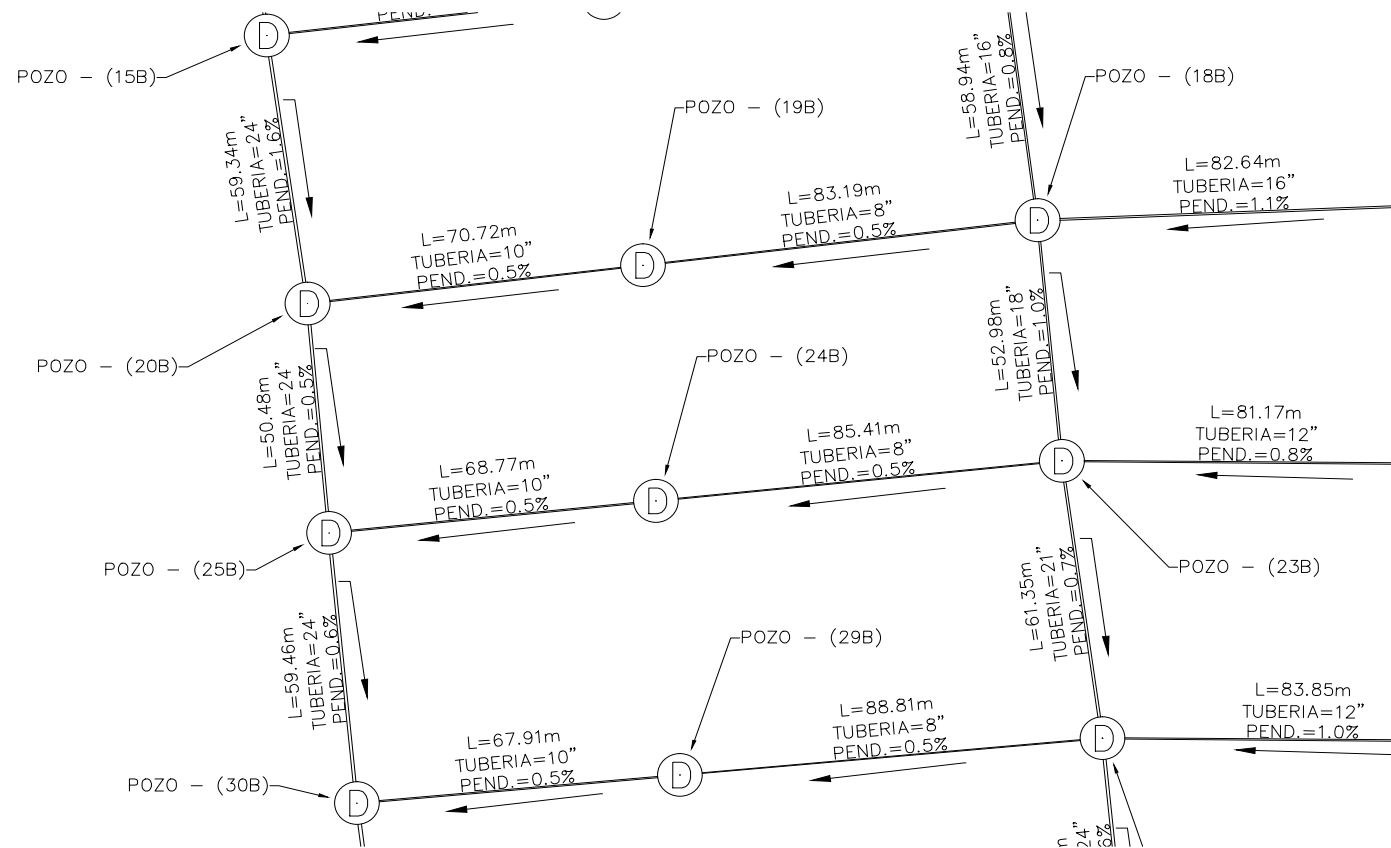 PEND.
POZO - (15B)
L=59.34m
TUBERIA=24"
PEND.=1.6%
POZO - (19B)
L=58.94m
TUBERIA=16"
PEND.=0.8%
POZO - (18B)
L=82.64m
TUBERIA=16"
PEND.=1.1%
L=83.19m
TUBERIA=8"
PEND.=0.5%
L=70.72m
TUBERIA=10"
PEND.=0.5%
D
D
D
D
POZO - (20B)
L=50.48m
TUBERIA=24"
PEND.=0.5%
POZO - (24B)
L=52.98m
TUBERIA=18"
PEND.=1.0%
L=81.17m
TUBERIA=12"
PEND.=0.8%
L=85.41m
TUBERIA=8"
PEND.=0.5%
L=68.77m
TUBERIA=10"
PEND.=0.5%
D
D
D
POZO - (25B)
POZO - (23B)
L=59.46m
TUBERIA=24"
PEND.=0.6%
POZO - (29B)
L=61.35m
TUBERIA=21"
PEND.=0.7%
L=83.85m
TUBERIA=12"
PEND.=1.0%
L=88.81m
TUBERIA=8"
PEND.=0.5%
L=67.91m
TUBERIA=10"
PEND.=0.5%
D
D
D
POZO - (30B)
m
24"
6%